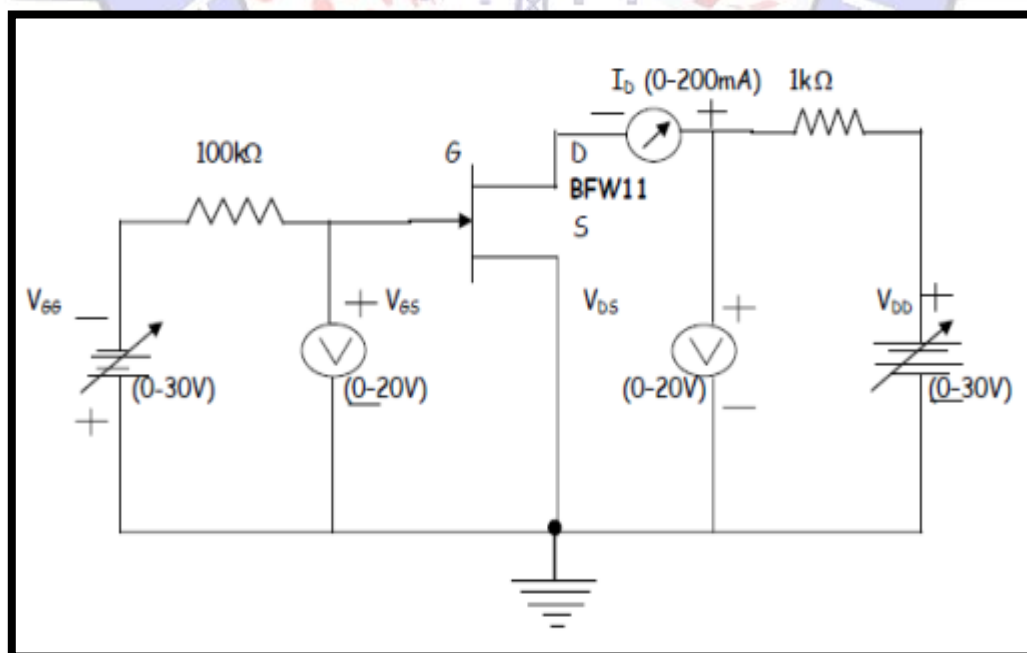 I_D (0-200mA) 1kΩ
− +
100kΩ G D
BFW11
S
V_GG − + V_GS V_DS + V_DD +
(0-30V) (0-20V) (0-20V) (0-30V)
+ − − −